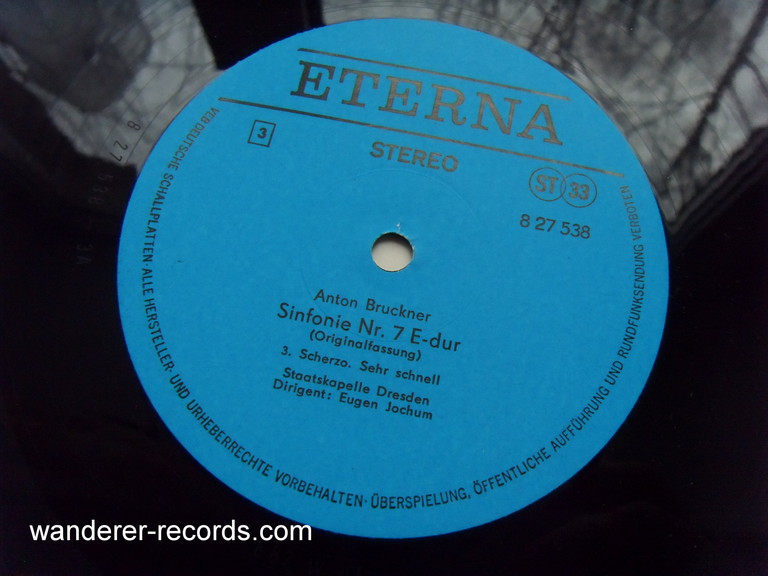 ETERNA
3
STEREO
ST 33
8 27 538
Anton Bruckner
Sinfonie Nr. 7 E-dur
(Originalfassung)
3. Scherzo. Sehr schnell
Staatskapelle Dresden
Dirigent: Eugen Jochum
VEB DEUTSCHE SCHALLPLATTEN · ALLE HERSTELLER- UND URHEBERRECHTE VORBEHALTEN · ÜBERSPIELUNG, ÖFFENTLICHE AUFFÜHRUNG UND RUNDFUNKSENDUNG VERBOTEN
wanderer-records.com